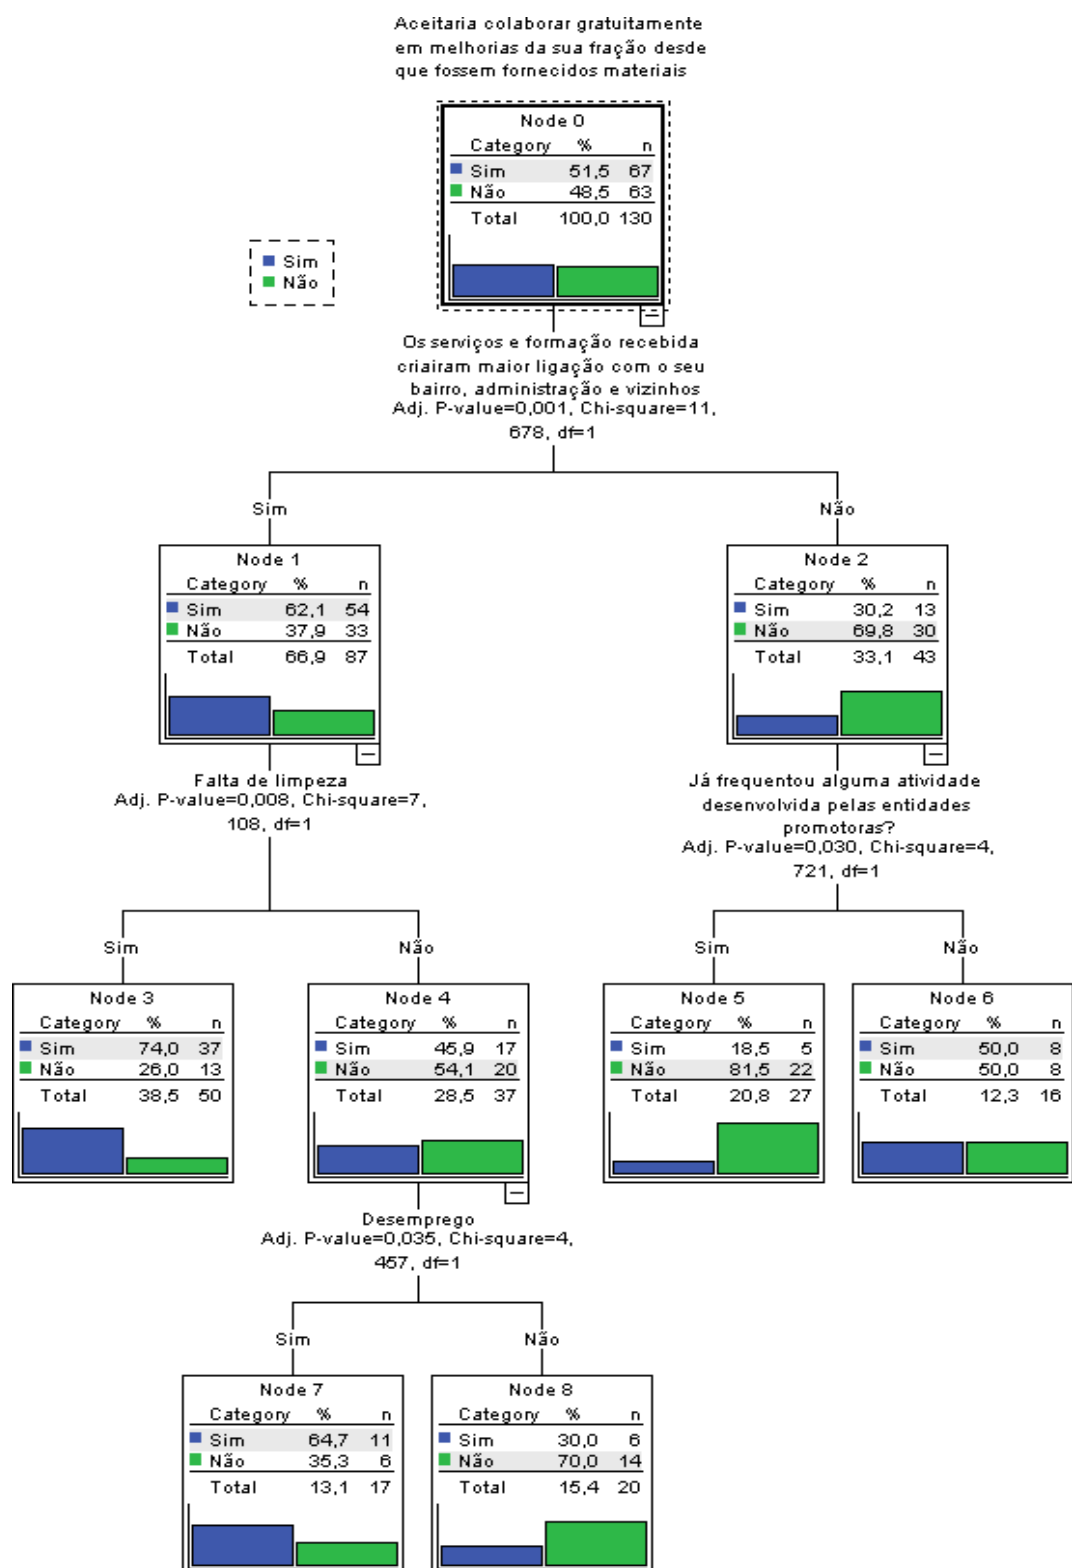 Aceitaria colaborar gratuitamente
em melhorias da sua fração desde
que fossem fornecidos materiais
Node 0
Category % n
Sim 51,5 67
Não 48,5 63
Total 100,0 130
Sim
Não
Os serviços e formação recebida
criairam maior ligação com o seu
bairro, administração e vizinhos
Adj. P-value=0,001, Chi-square=11,
678, df=1
Sim
Não
Node 1
Category % n
Sim 62,1 54
Não 37,9 33
Total 66,9 87
Node 2
Category % n
Sim 30,2 13
Não 69,8 30
Total 33,1 43
Falta de limpeza
Adj. P-value=0,008, Chi-square=7,
108, df=1
Já frequentou alguma atividade
desenvolvida pelas entidades
promotoras?
Adj. P-value=0,030, Chi-square=4,
721, df=1
Sim
Não
Sim
Não
Node 3
Category % n
Sim 74,0 37
Não 26,0 13
Total 38,5 50
Node 4
Category % n
Sim 45,9 17
Não 54,1 20
Total 28,5 37
Node 5
Category % n
Sim 18,5 5
Não 81,5 22
Total 20,8 27
Node 6
Category % n
Sim 50,0 8
Não 50,0 8
Total 12,3 16
Desemprego
Adj. P-value=0,035, Chi-square=4,
457, df=1
Sim
Não
Node 7
Category % n
Sim 64,7 11
Não 35,3 6
Total 13,1 17
Node 8
Category % n
Sim 30,0 6
Não 70,0 14
Total 15,4 20